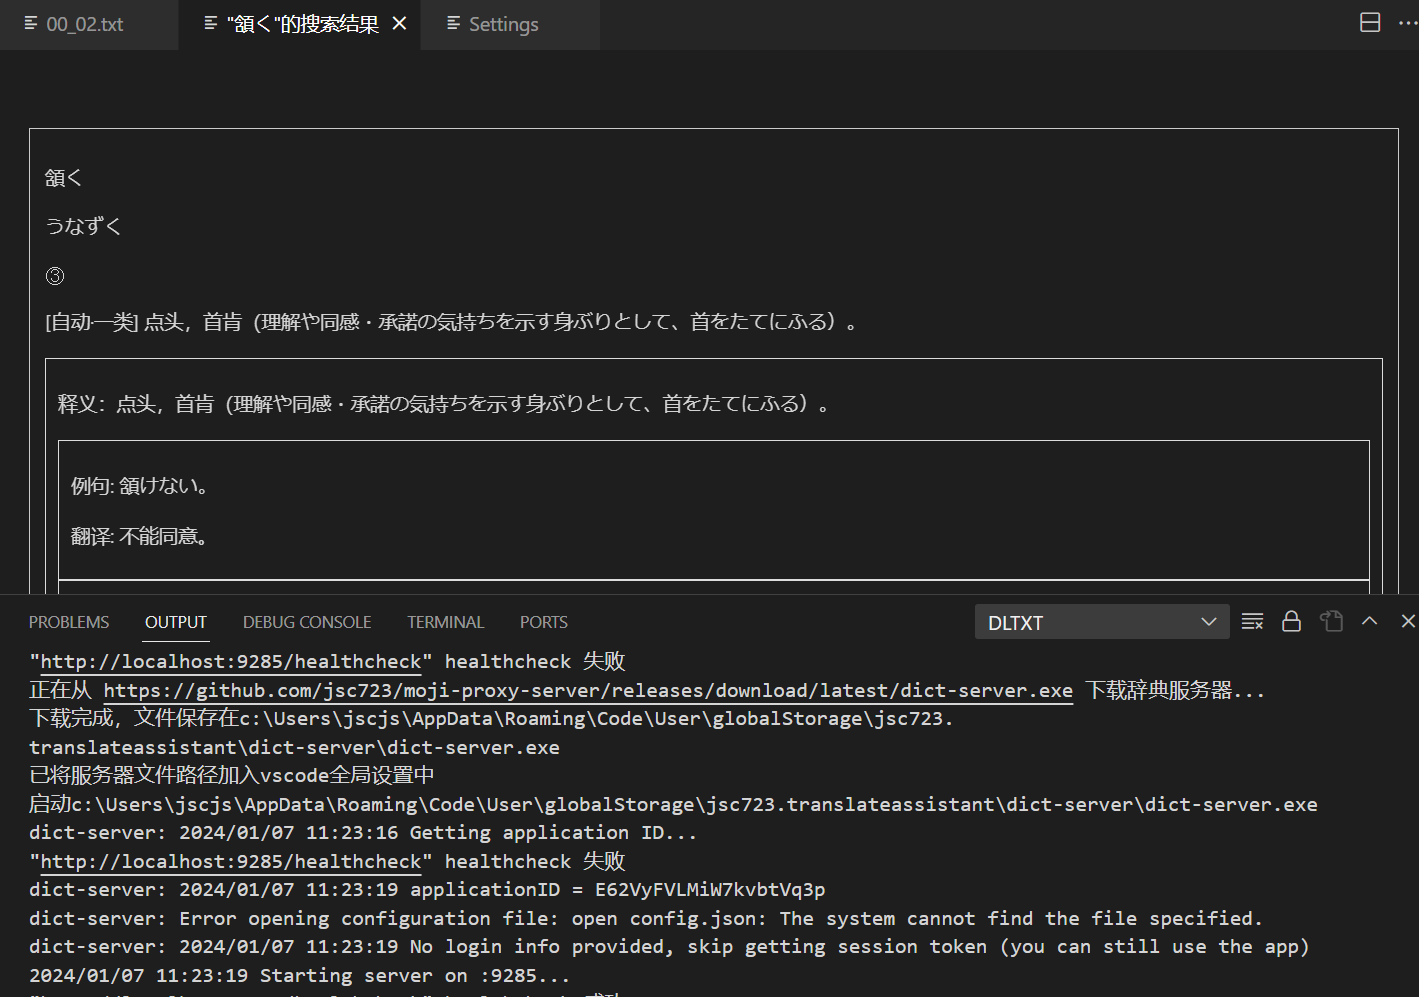 00_02.txt
"頷く"的搜索结果
Settings
頷く
うなずく
③
[自动·一类] 点头，首肯（理解や同感・承諾の気持ちを示す身ぶりとして、首をたてにふる）。
释义：点头，首肯（理解や同感・承諾の気持ちを示す身ぶりとして、首をたてにふる）。
例句: 頷けない。
翻译: 不能同意。
PROBLEMS OUTPUT DEBUG CONSOLE TERMINAL PORTS DLTXT
"http://localhost:9285/healthcheck" healthcheck 失败
正在从 https://github.com/jsc723/moji-proxy-server/releases/download/latest/dict-server.exe 下载辞典服务器...
下载完成，文件保存在c:\Users\jscjs\AppData\Roaming\Code\User\globalStorage\jsc723.
translateassistant\dict-server\dict-server.exe
已将服务器文件路径加入vscode全局设置中
启动c:\Users\jscjs\AppData\Roaming\Code\User\globalStorage\jsc723.translateassistant\dict-server\dict-server.exe
dict-server: 2024/01/07 11:23:16 Getting application ID...
"http://localhost:9285/healthcheck" healthcheck 失败
dict-server: 2024/01/07 11:23:19 applicationID = E62VyFVLMiW7kvbtVq3p
dict-server: Error opening configuration file: open config.json: The system cannot find the file specified.
dict-server: 2024/01/07 11:23:19 No login info provided, skip getting session token (you can still use the app)
2024/01/07 11:23:19 Starting server on :9285...